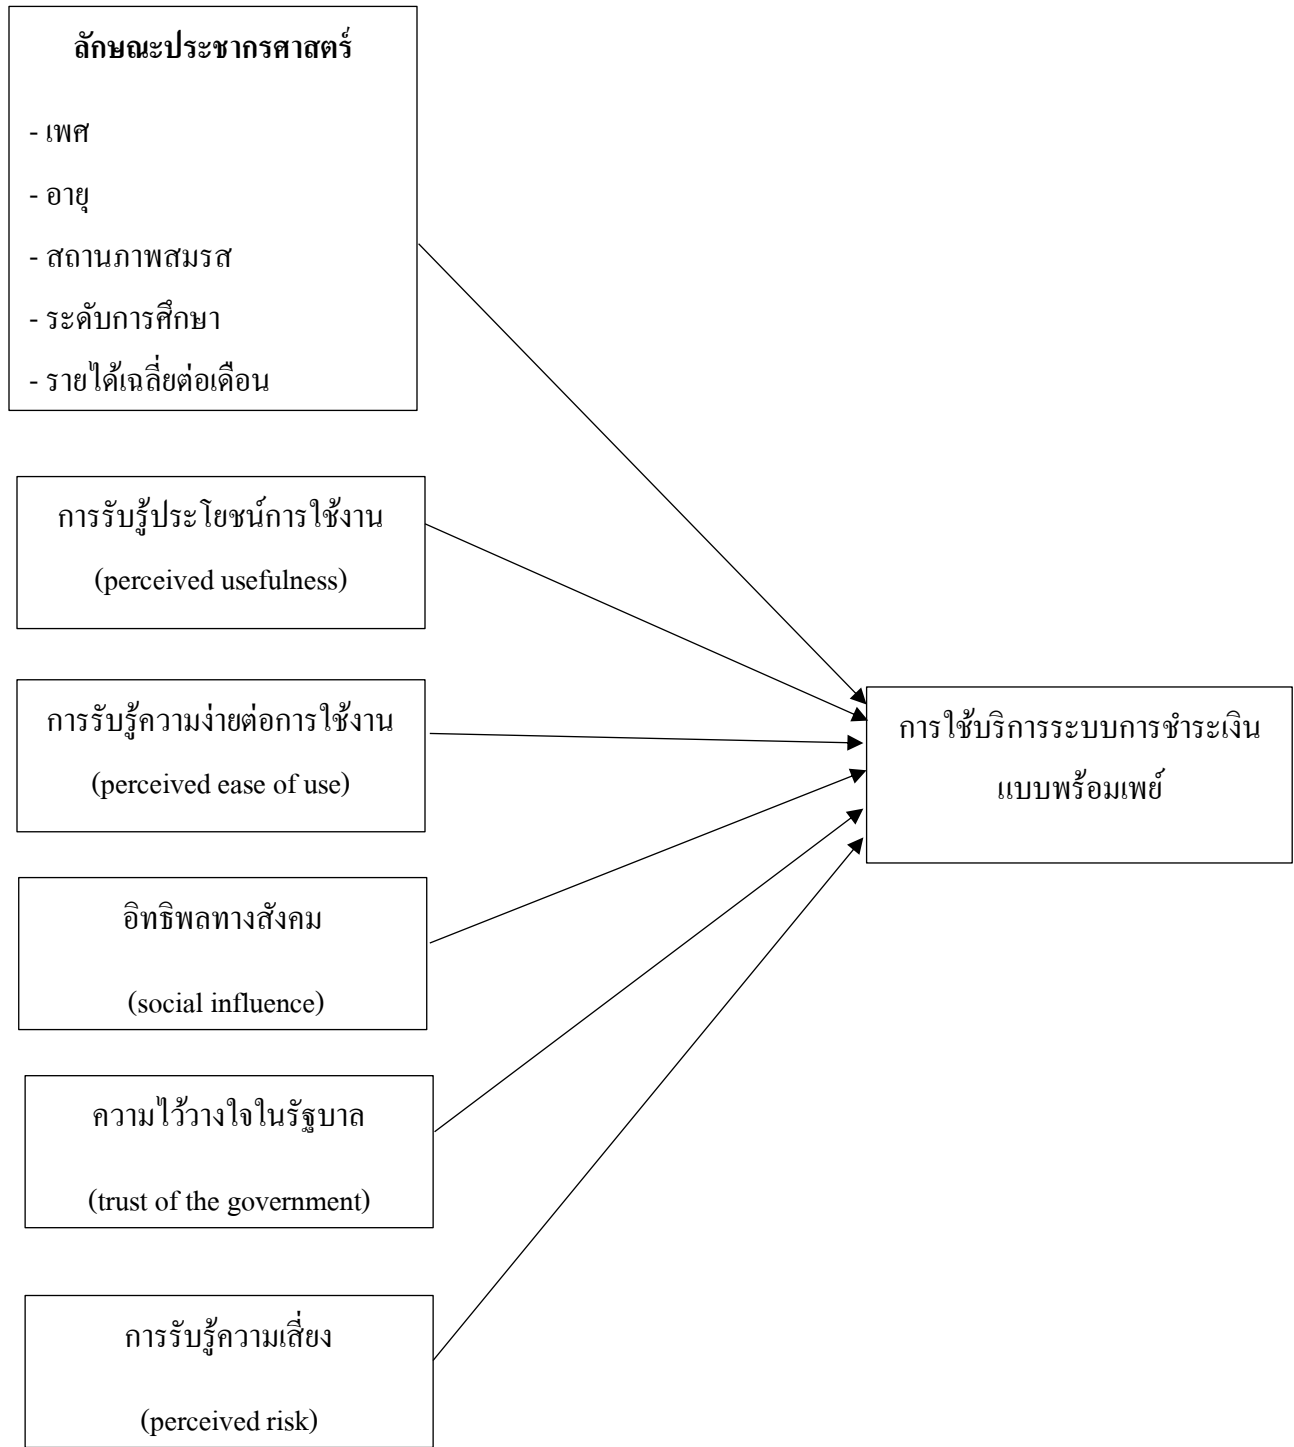 ลักษณะประชากรศาสตร์
- เพศ
- อายุ
- สถานภาพสมรส
- ระดับการศึกษา
- รายได้เฉลี่ยต่อเดือน
การรับรู้ประโยชน์การใช้งาน
(perceived usefulness)
การรับรู้ความง่ายต่อการใช้งาน
(perceived ease of use)
อิทธิพลทางสังคม
(social influence)
ความไว้วางใจในรัฐบาล
(trust of the government)
การรับรู้ความเสี่ยง
(perceived risk)
การใช้บริการระบบการชำระเงิน
แบบพร้อมเพย์